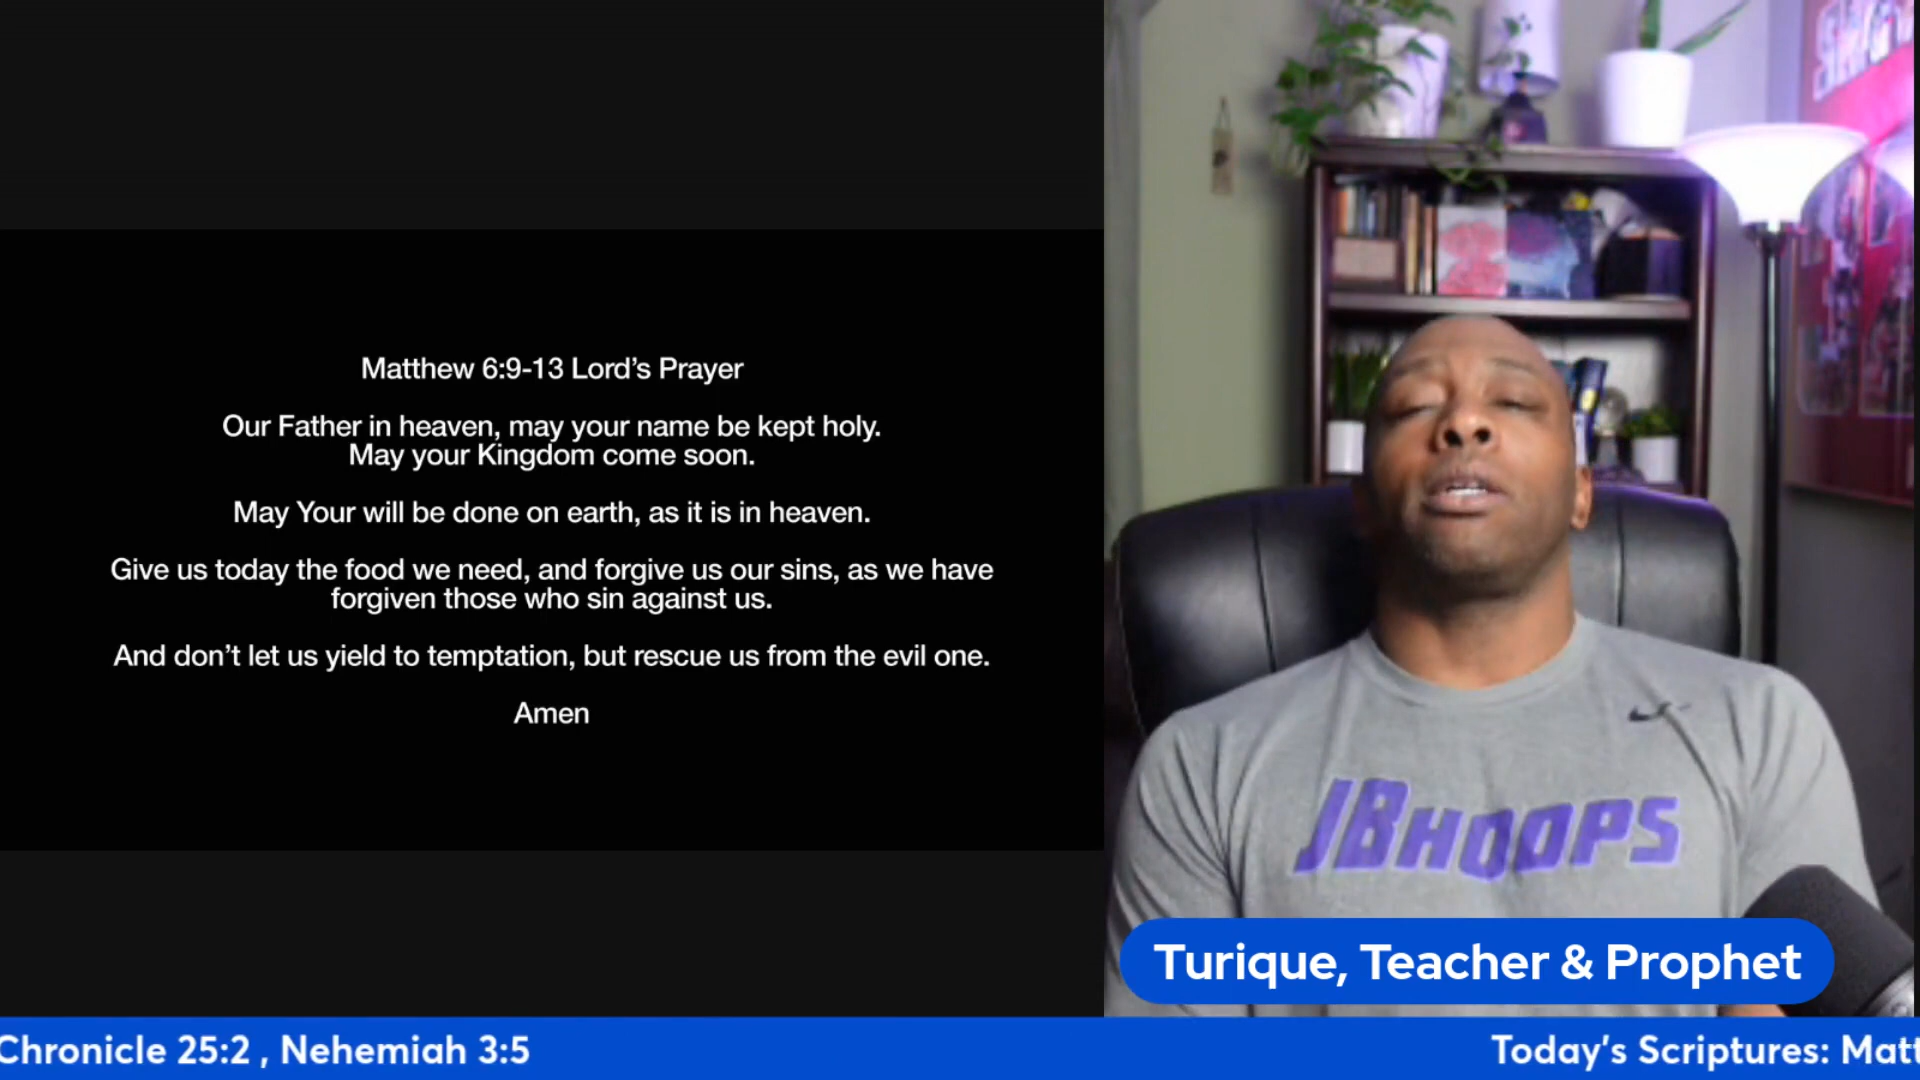 Matthew 6:9-13 Lord's Prayer
Our Father in heaven, may your name be kept holy.
May your Kingdom come soon.
May Your will be done on earth, as it is in heaven.
Give us today the food we need, and forgive us our sins, as we have
forgiven those who sin against us.
And don't let us yield to temptation, but rescue us from the evil one.
Amen
JBHOOPS
Turique, Teacher & Prophet
Chronicle 25:2 , Nehemiah 3:5
Today's Scriptures: Matt